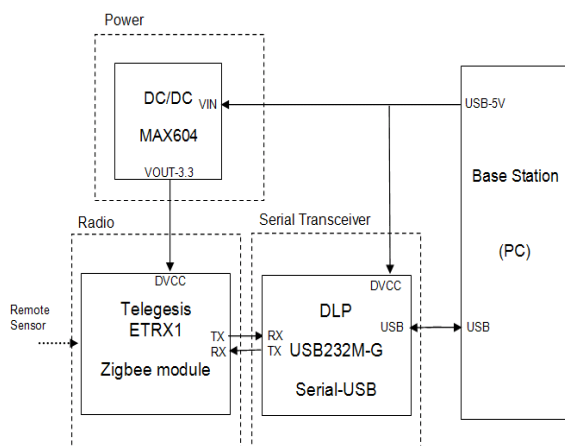 Power
DC/DC
VIN
MAX604
VOUT-3.3
USB-5V
Base Station
(PC)
USB
Radio
DVCC
Telegesis
ETRX1
TX
RX
Zigbee module
Remote
Sensor
Serial Transceiver
DVCC
DLP
USB
RX
TX
USB232M-G
Serial-USB